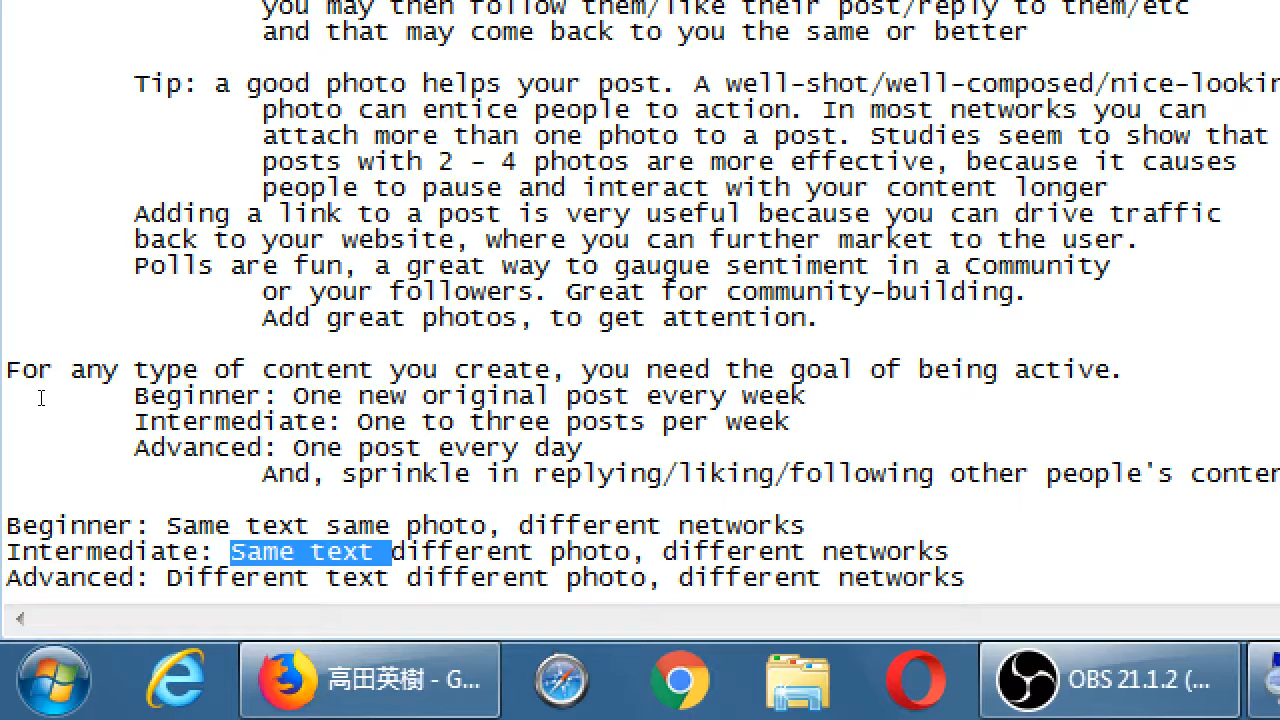 you may then follow them/like their post/reply to them/etc
and that may come back to you the same or better
Tip: a good photo helps your post. A well-shot/well-composed/nice-lookin
photo can entice people to action. In most networks you can
attach more than one photo to a post. Studies seem to show that
posts with 2 - 4 photos are more effective, because it causes
people to pause and interact with your content longer
Adding a link to a post is very useful because you can drive traffic
back to your website, where you can further market to the user.
Polls are fun, a great way to gaugue sentiment in a Community
or your followers. Great for community-building.
Add great photos, to get attention.
For any type of content you create, you need the goal of being active.
Beginner: One new original post every week
Intermediate: One to three posts per week
Advanced: One post every day
And, sprinkle in replying/liking/following other people's conten
Beginner: Same text same photo, different networks
Intermediate: Same text different photo, different networks
Advanced: Different text different photo, different networks
高田英樹 - G...
OBS 21.1.2 (...